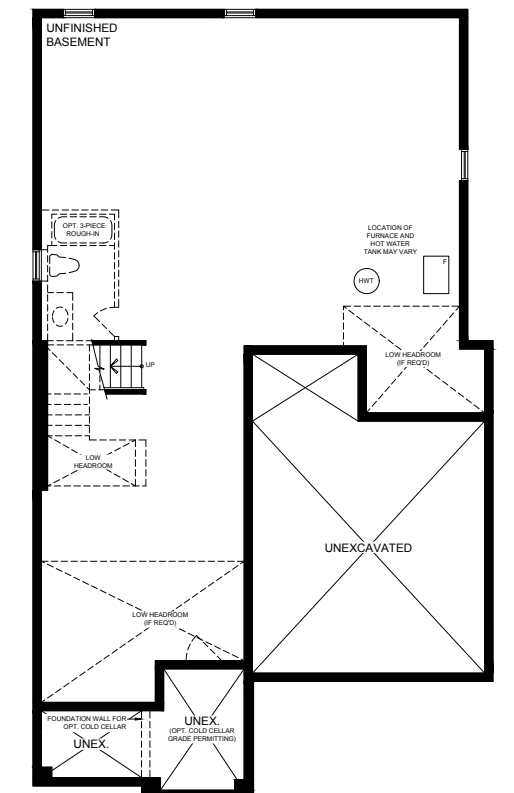 UNFINISHED
BASEMENT
OPT. 3-PIECE
ROUGH-IN
LOCATION OF
FURNACE AND
HOT WATER
TANK MAY VARY
F
HWT
UP
LOW HEADROOM
(IF REQ'D)
LOW
HEADROOM
UNEXCAVATED
LOW HEADROOM
(IF REQ'D)
FOUNDATION WALL FOR
OPT. COLD CELLAR
UNEX.
UNEX.
(OPT. COLD CELLAR
GRADE PERMITTING)